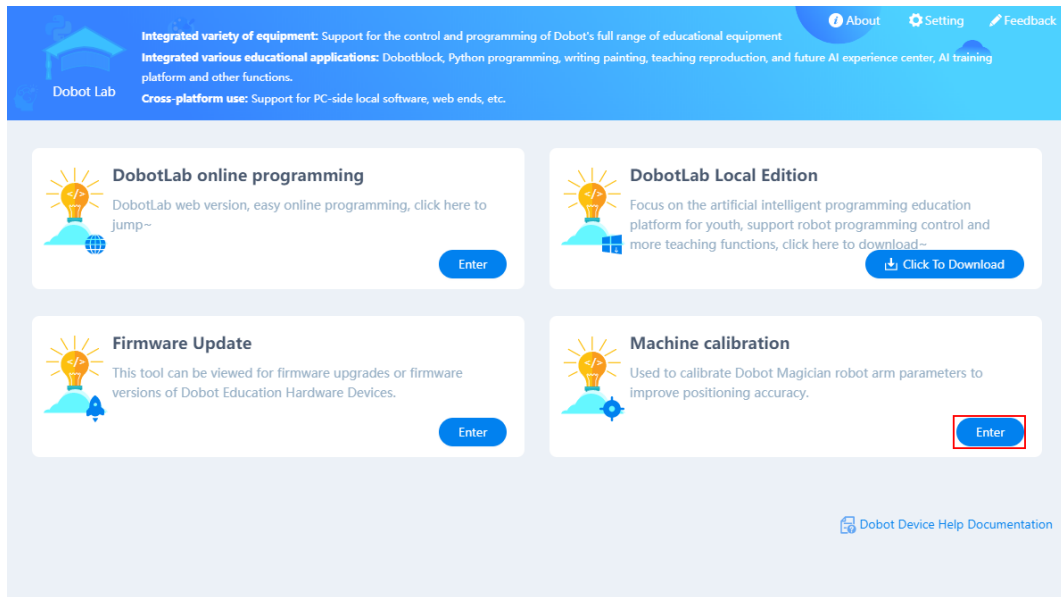 About Setting Feedback
Integrated variety of equipment: Support for the control and programming of Dobot's full range of educational equipment
Integrated various educational applications: Dobotblock, Python programming, writing painting, teaching reproduction, and future AI experience center, AI training
platform and other functions.
Dobot Lab
Cross-platform use: Support for PC-side local software, web ends, etc.
DobotLab online programming
DobotLab web version, easy online programming, click here to
jump~
Enter
DobotLab Local Edition
Focus on the artificial intelligent programming education
platform for youth, support robot programming control and
more teaching functions, click here to download~
Click To Download
Firmware Update
This tool can be viewed for firmware upgrades or firmware
versions of Dobot Education Hardware Devices.
Enter
Machine calibration
Used to calibrate Dobot Magician robot arm parameters to
improve positioning accuracy.
Enter
Dobot Device Help Documentation